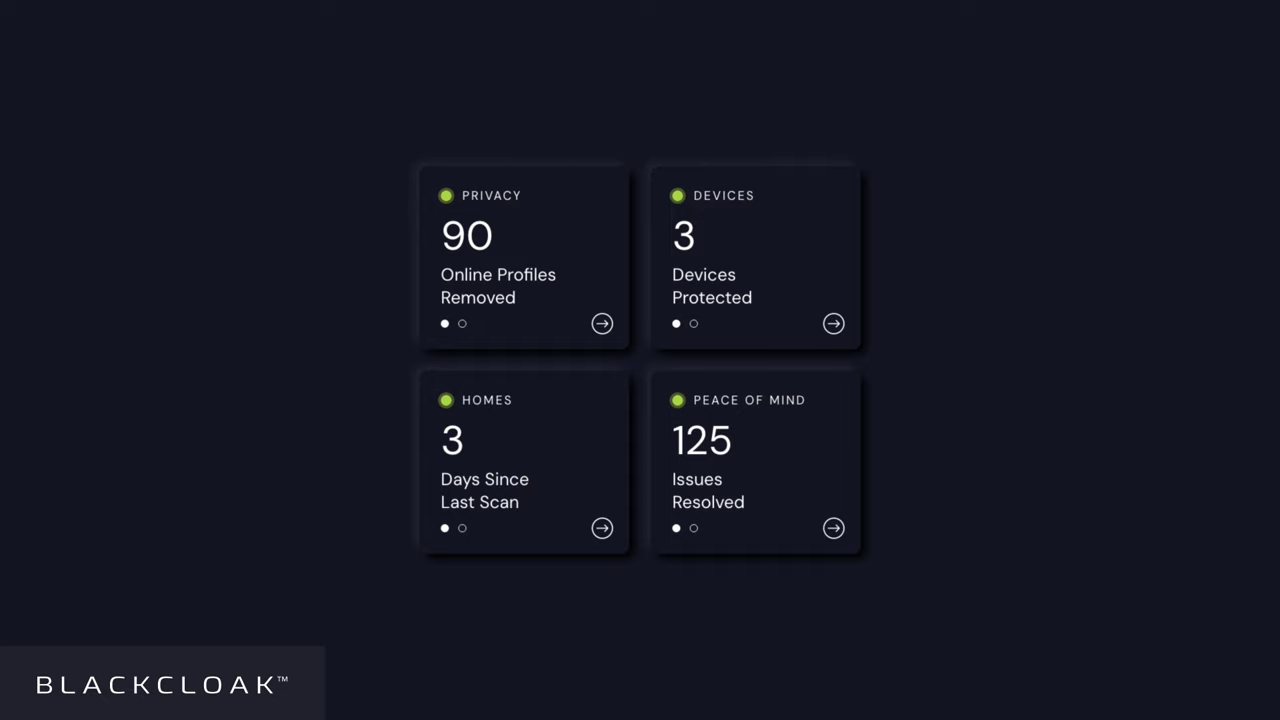 PRIVACY
90
Online Profiles
Removed
DEVICES
3
Devices
Protected
HOMES
3
Days Since
Last Scan
PEACE OF MIND
125
Issues
Resolved
BLACKCLOAK™